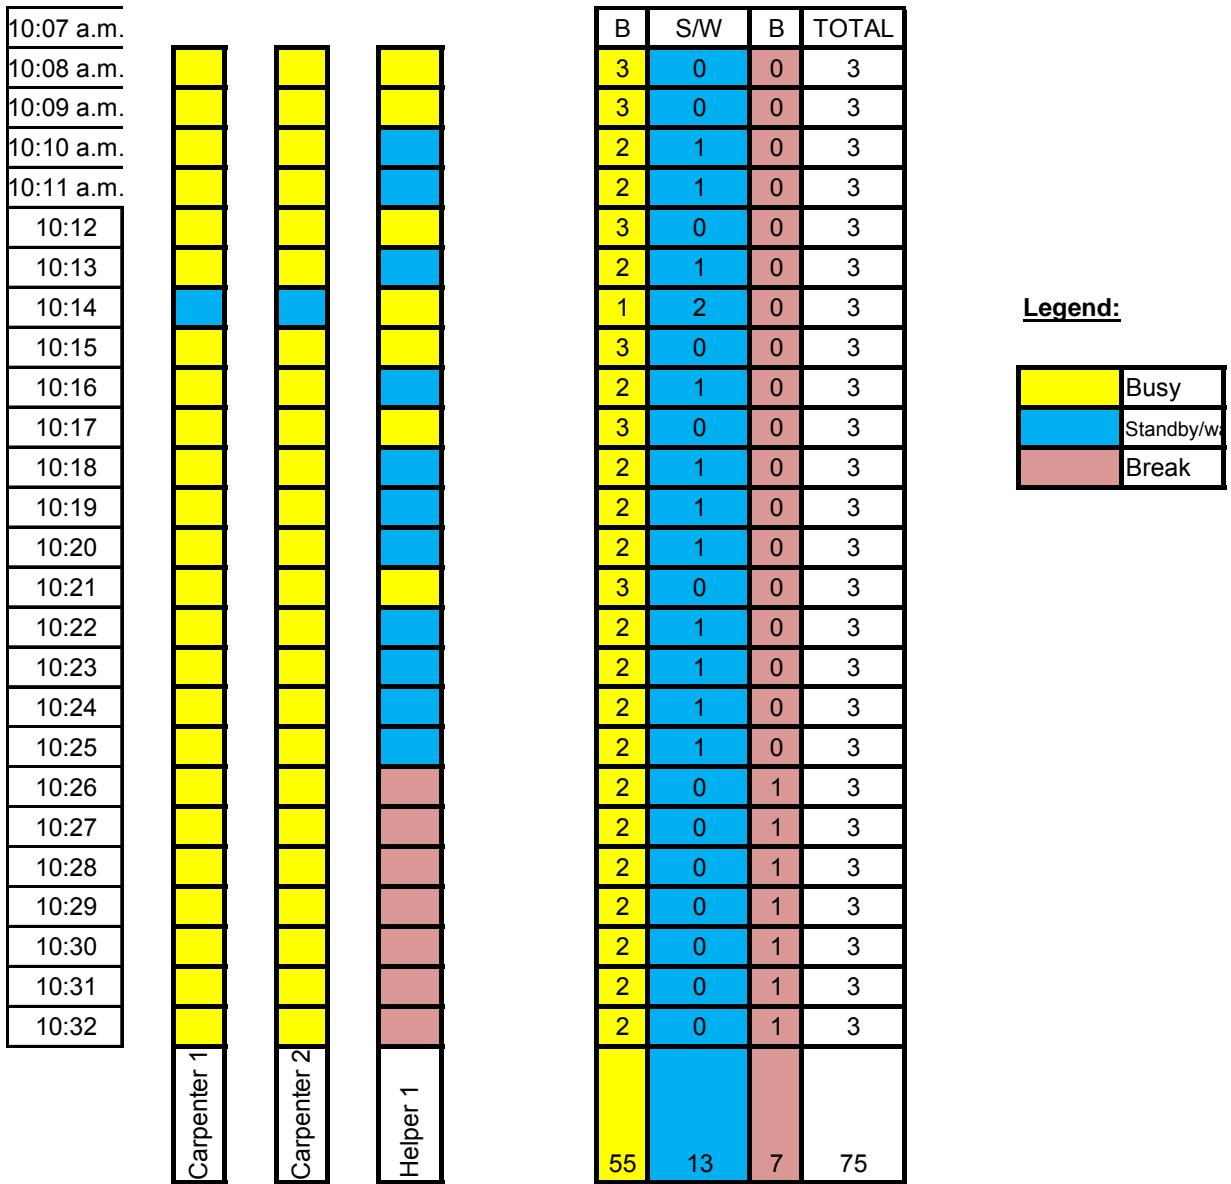 10:07 a.m. B S/W B TOTAL
10:08 a.m. 3 0 0 3
10:09 a.m. 3 0 0 3
10:10 a.m. 2 1 0 3
10:11 a.m. 2 1 0 3
10:12 3 0 0 3
10:13 2 1 0 3
10:14 1 2 0 3 Legend:
10:15 3 0 0 3
10:16 2 1 0 3 Busy
10:17 3 0 0 3 Standby/wa
10:18 2 1 0 3 Break
10:19 2 1 0 3
10:20 2 1 0 3
10:21 3 0 0 3
10:22 2 1 0 3
10:23 2 1 0 3
10:24 2 1 0 3
10:25 2 1 0 3
10:26 2 0 1 3
10:27 2 0 1 3
10:28 2 0 1 3
10:29 2 0 1 3
10:30 2 0 1 3
10:31 2 0 1 3
10:32 2 0 1 3
Carpenter 1 Carpenter 2 Helper 1 55 13 7 75